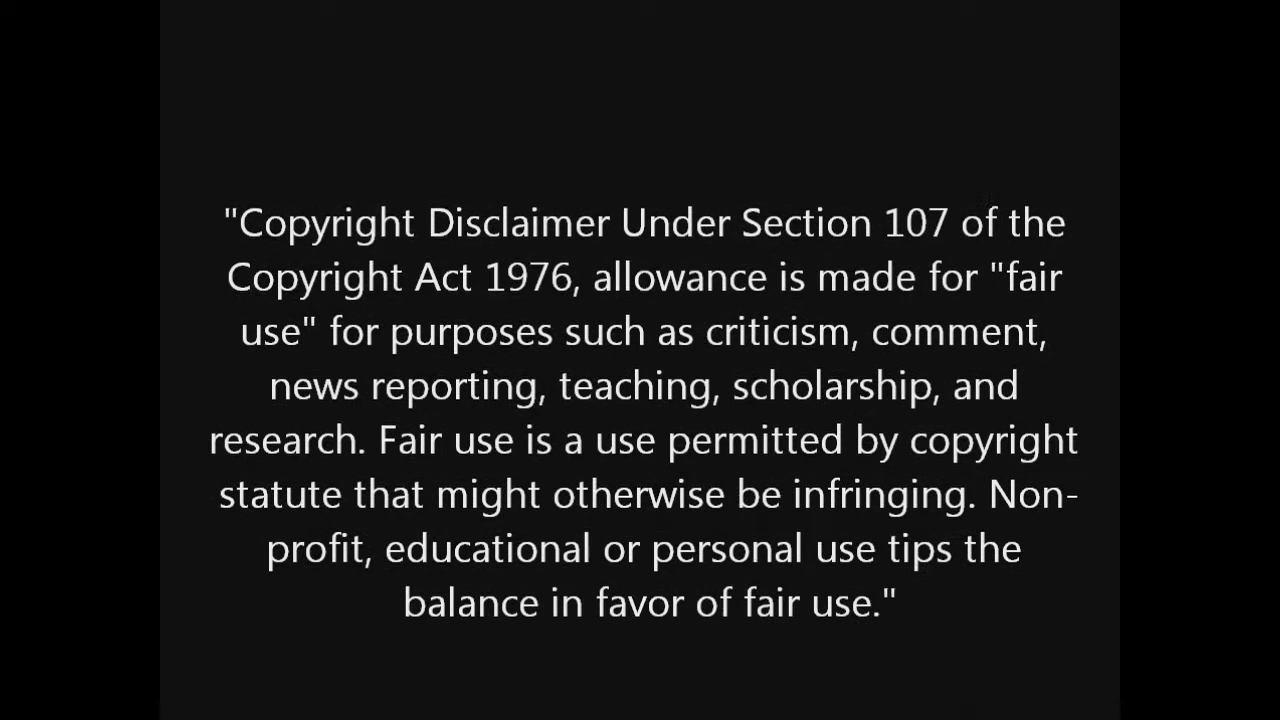 "Copyright Disclaimer Under Section 107 of the
Copyright Act 1976, allowance is made for "fair
use" for purposes such as criticism, comment,
news reporting, teaching, scholarship, and
research. Fair use is a use permitted by copyright
statute that might otherwise be infringing. Non-
profit, educational or personal use tips the
balance in favor of fair use."